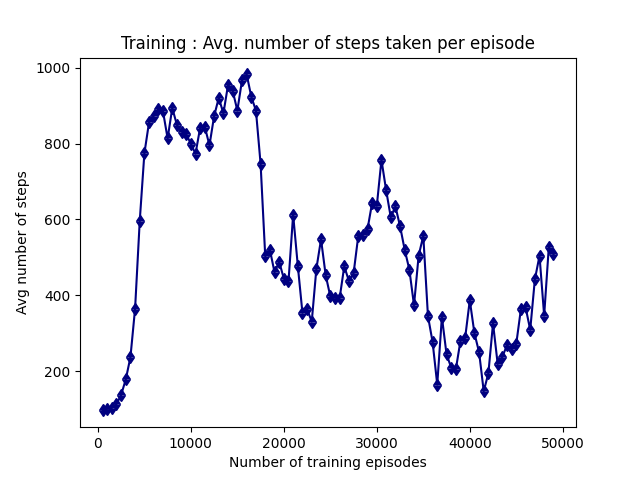 Training : Avg. number of steps taken per episode
1000
800
600
400
200
Avg number of steps
0 10000 20000 30000 40000 50000
Number of training episodes